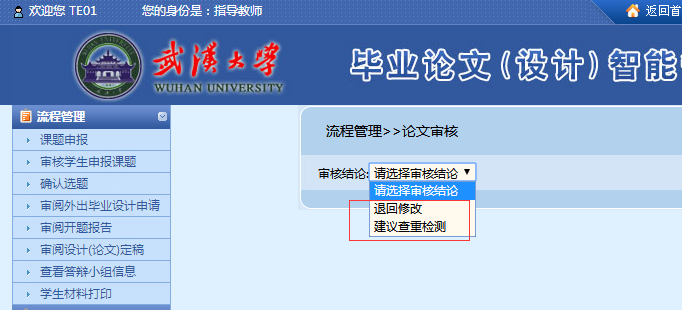 欢迎您 TE01 您的身份是：指导教师 返回首
武汉大学
WUHAN UNIVERSITY
毕业论文(设计)智能
流程管理
课题申报
审核学生申报课题
确认选题
审阅外出毕业设计申请
审阅开题报告
审阅设计(论文)定稿
查看答辩小组信息
学生材料打印
流程管理>>论文审核
审核结论:请选择审核结论
请选择审核结论
退回修改
建议查重检测